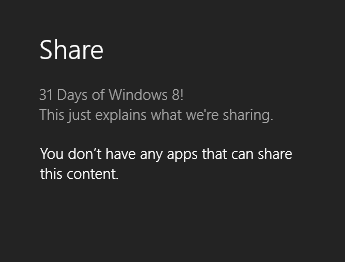 Share
31 Days of Windows 8!
This just explains what we're sharing.
You don't have any apps that can share
this content.